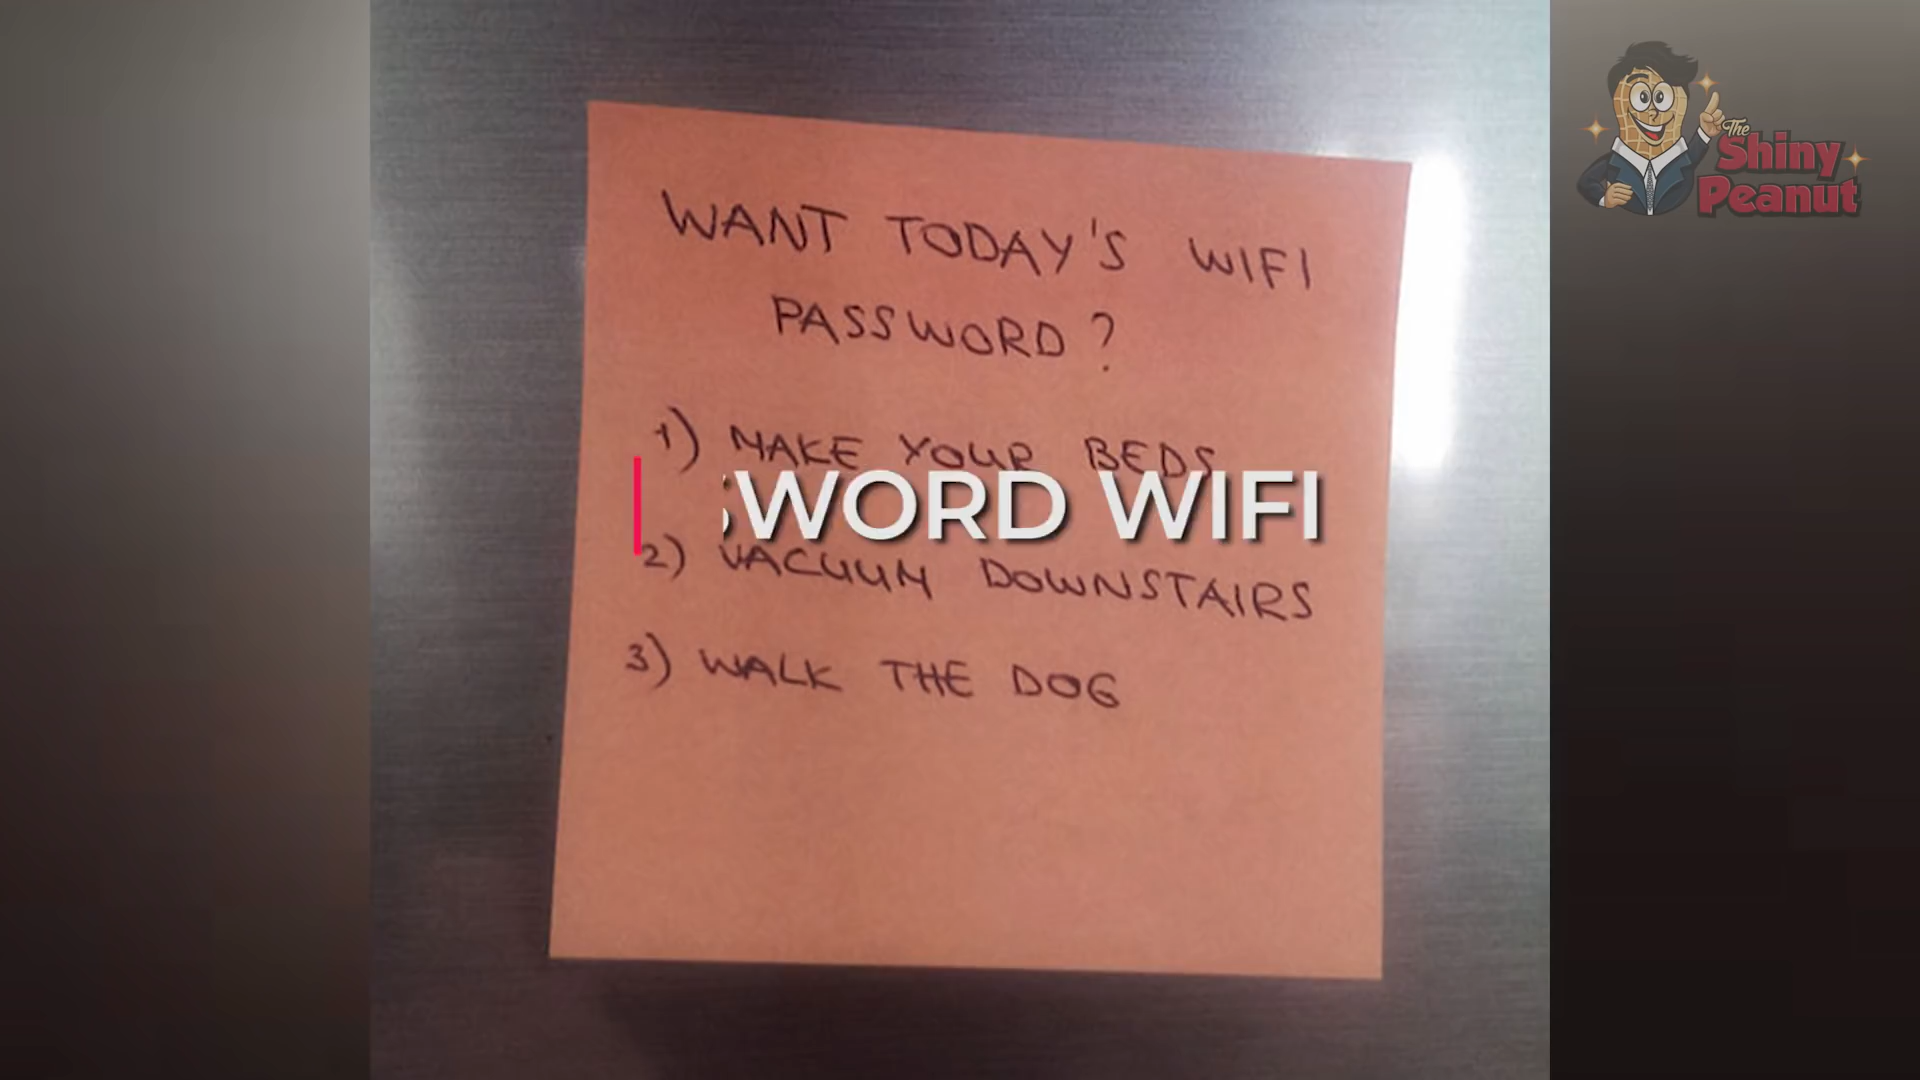 The
Shiny
Peanut
WANT TODAY'S WIFI
PASSWORD?
1) MAKE YOUR BEDS
WORD WIFI
2) VACUUM DOWNSTAIRS
3) WALK THE DOG